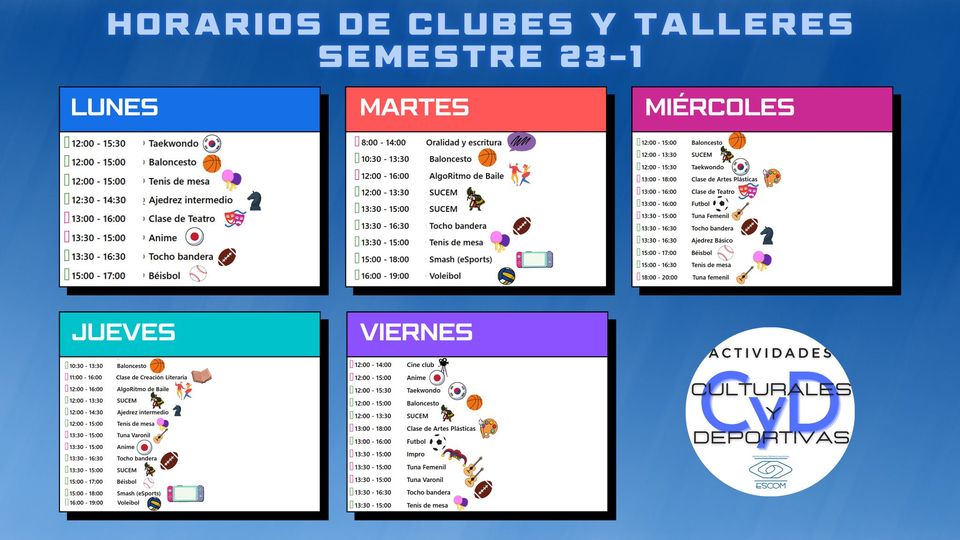 HORARIOS DE CLUBES Y TALLERES
SEMESTRE 23-1
LUNES
12:00 - 15:30 Taekwondo
12:00 - 15:00 Baloncesto
12:00 - 15:00 Tenis de mesa
12:30 - 14:30 Ajedrez intermedio
13:00 - 16:00 Clase de Teatro
13:30 - 15:00 Anime
13:30 - 16:30 Tocho bandera
15:00 - 17:00 Béisbol
MARTES
8:00 - 14:00 Oralidad y escritura
10:30 - 13:30 Baloncesto
12:00 - 16:00 AlgoRitmo de Baile
12:00 - 13:30 SUCEM
13:30 - 15:00 SUCEM
13:30 - 16:30 Tocho bandera
13:30 - 15:00 Tenis de mesa
15:00 - 18:00 Smash (eSports)
16:00 - 19:00 Voleibol
MIÉRCOLES
12:00 - 15:00 Baloncesto
12:00 - 13:30 SUCEM
12:00 - 15:30 Taekwondo
13:00 - 18:00 Clase de Artes Plásticas
13:00 - 16:00 Clase de Teatro
13:00 - 16:00 Futbol
13:30 - 15:00 Tuna Femenil
13:30 - 16:30 Tocho bandera
13:30 - 16:30 Ajedrez Básico
15:00 - 17:00 Béisbol
15:00 - 16:30 Tenis de mesa
18:00 - 20:00 Tuna femenil
JUEVES
10:30 - 13:30 Baloncesto
11:00 - 16:00 Clase de Creación Literaria
12:00 - 16:00 AlgoRitmo de Baile
12:00 - 13:30 SUCEM
12:00 - 14:30 Ajedrez intermedio
12:00 - 15:00 Tenis de mesa
13:30 - 15:00 Tuna Varonil
13:30 - 15:00 Anime
13:30 - 16:30 Tocho bandera
13:30 - 15:00 SUCEM
15:00 - 17:00 Béisbol
15:00 - 18:00 Smash (eSports)
16:00 - 19:00 Voleibol
VIERNES
12:00 - 14:00 Cine club
12:00 - 15:00 Anime
12:00 - 15:30 Taekwondo
12:00 - 15:00 Baloncesto
12:00 - 13:30 SUCEM
13:00 - 18:00 Clase de Artes Plásticas
13:00 - 16:00 Futbol
13:30 - 15:00 Impro
13:30 - 15:00 Tuna Femenil
13:30 - 15:00 Tuna Varonil
13:30 - 16:30 Tocho bandera
13:30 - 15:00 Tenis de mesa
ACTIVIDADES
CyD
CULTURALES
Y
DEPORTIVAS
ESCOM